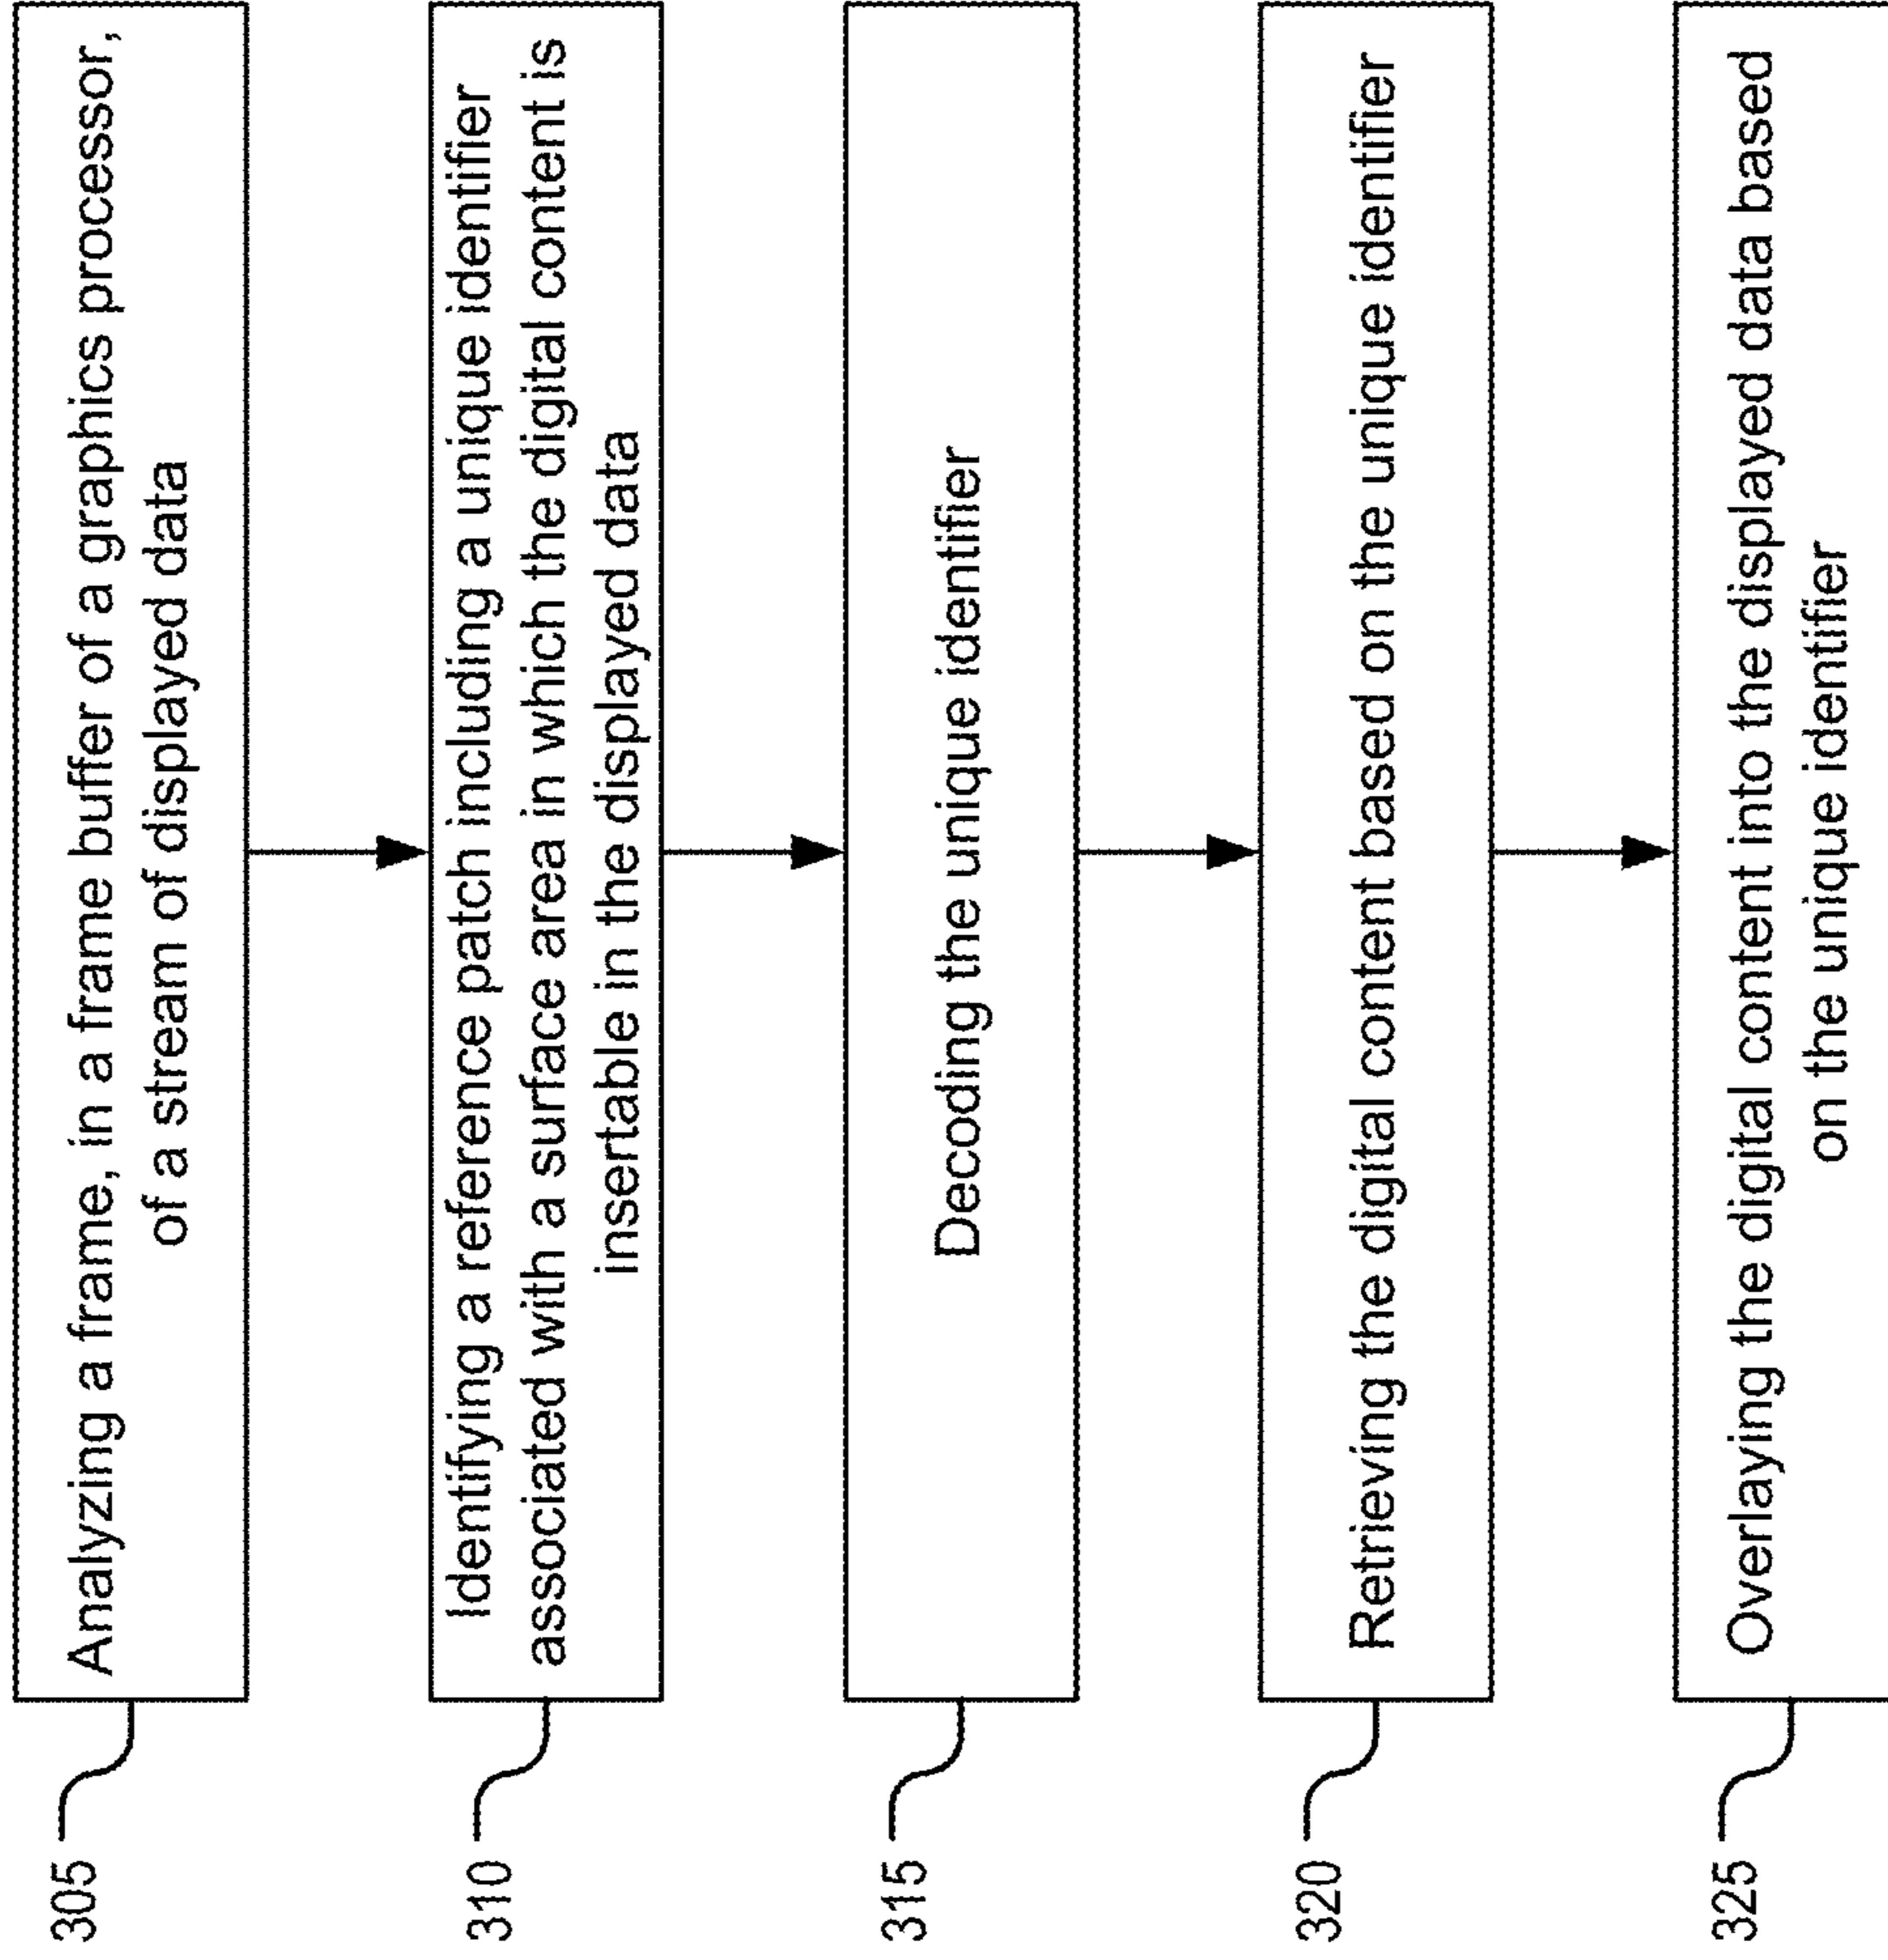 305
Analyzing a frame, in a frame buffer of a graphics processor,
of a stream of displayed data
310
Identifying a reference patch including a unique identifier
associated with a surface area in which the digital content is
insertable in the displayed data
315
Decoding the unique identifier
320
Retrieving the digital content based on the unique identifier
325
Overlaying the digital content into the displayed data based
on the unique identifier